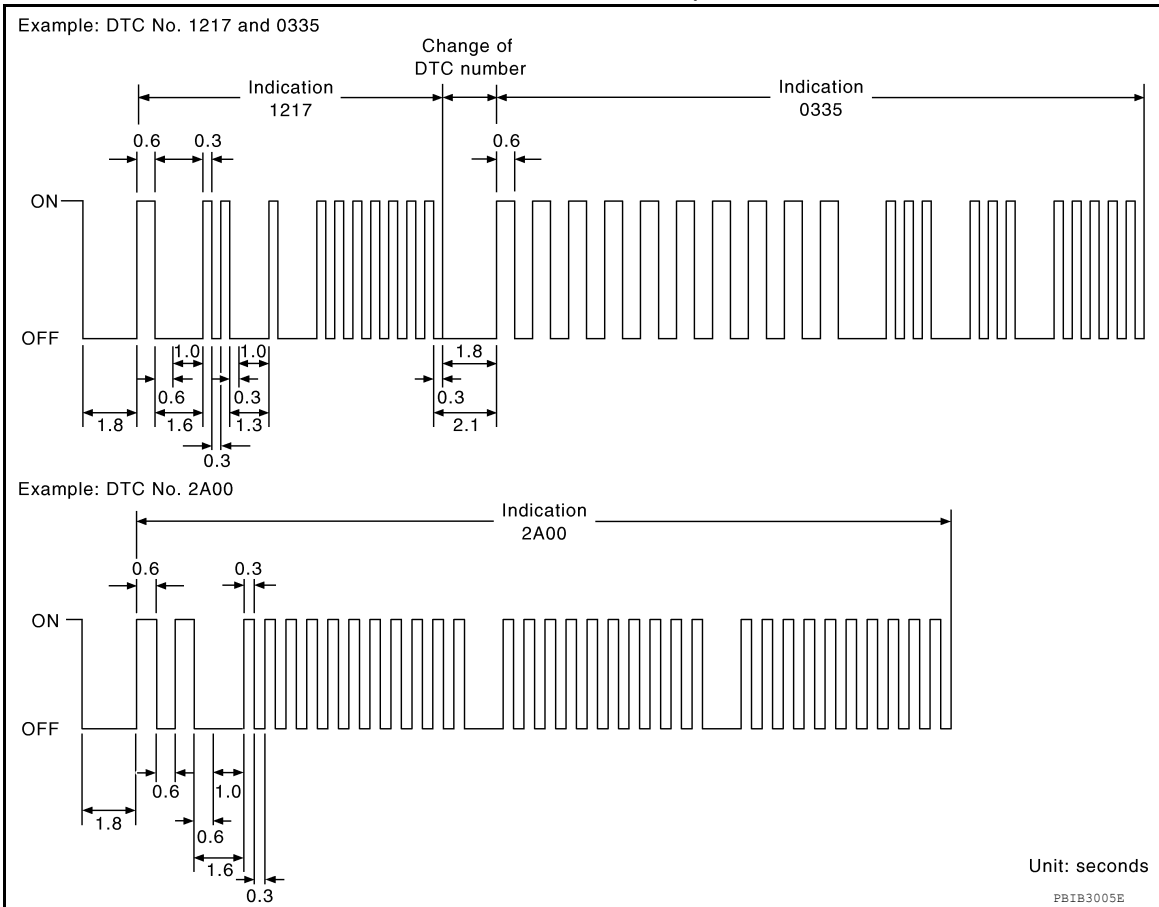 Example: DTC No. 1217 and 0335
Change of
DTC number
Indication
1217
Indication
0335
0.6
0.3
0.6
ON
OFF
1.0
1.0
1.8
0.6
0.3
0.3
1.8
1.6
1.3
2.1
0.3
Example: DTC No. 2A00
Indication
2A00
0.6
0.3
ON
OFF
0.6
1.0
1.8
0.6
1.6
0.3
Unit: seconds
PBIB3005E